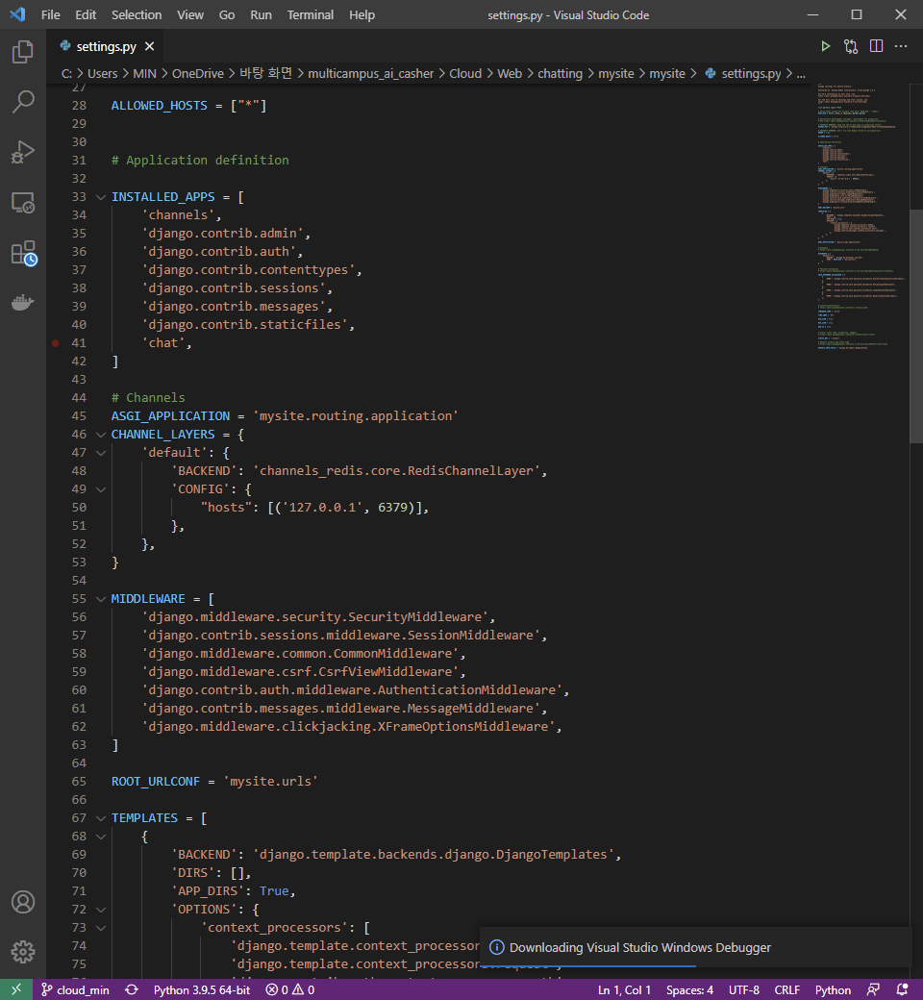 File Edit Selection View Go Run Terminal Help settings.py - Visual Studio Code
settings.py
C: > Users > MIN > OneDrive > 바탕 화면 > multicampus_ai_casher > Cloud > Web > chatting > mysite > mysite > settings.py > ...
27
28 ALLOWED_HOSTS = ["*"]
29
30
31 # Application definition
32
33 INSTALLED_APPS = [
34     'channels',
35     'django.contrib.admin',
36     'django.contrib.auth',
37     'django.contrib.contenttypes',
38     'django.contrib.sessions',
39     'django.contrib.messages',
40     'django.contrib.staticfiles',
41     'chat',
42 ]
43
44 # Channels
45 ASGI_APPLICATION = 'mysite.routing.application'
46 CHANNEL_LAYERS = {
47     'default': {
48         'BACKEND': 'channels_redis.core.RedisChannelLayer',
49         'CONFIG': {
50             "hosts": [('127.0.0.1', 6379)],
51         },
52     },
53 }
54
55 MIDDLEWARE = [
56     'django.middleware.security.SecurityMiddleware',
57     'django.contrib.sessions.middleware.SessionMiddleware',
58     'django.middleware.common.CommonMiddleware',
59     'django.middleware.csrf.CsrfViewMiddleware',
60     'django.contrib.auth.middleware.AuthenticationMiddleware',
61     'django.contrib.messages.middleware.MessageMiddleware',
62     'django.middleware.clickjacking.XFrameOptionsMiddleware',
63 ]
64
65 ROOT_URLCONF = 'mysite.urls'
66
67 TEMPLATES = [
68     {
69         'BACKEND': 'django.template.backends.django.DjangoTemplates',
70         'DIRS': [],
71         'APP_DIRS': True,
72         'OPTIONS': {
73             'context_processors': [
74                 'django.template.context_processor
75                 'django.template.context_processor
Downloading Visual Studio Windows Debugger
cloud_min Python 3.9.5 64-bit 0 0 Ln 1, Col 1 Spaces: 4 UTF-8 CRLF Python